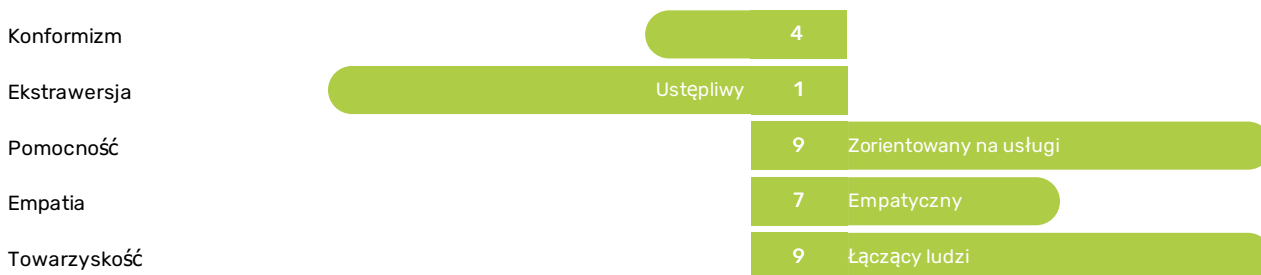 Konformizm 4
Ekstrawersja Ustępliwy 1
Pomocność 9 Zorientowany na usługi
Empatia 7 Empatyczny
Towarzyskość 9 Łączący ludzi